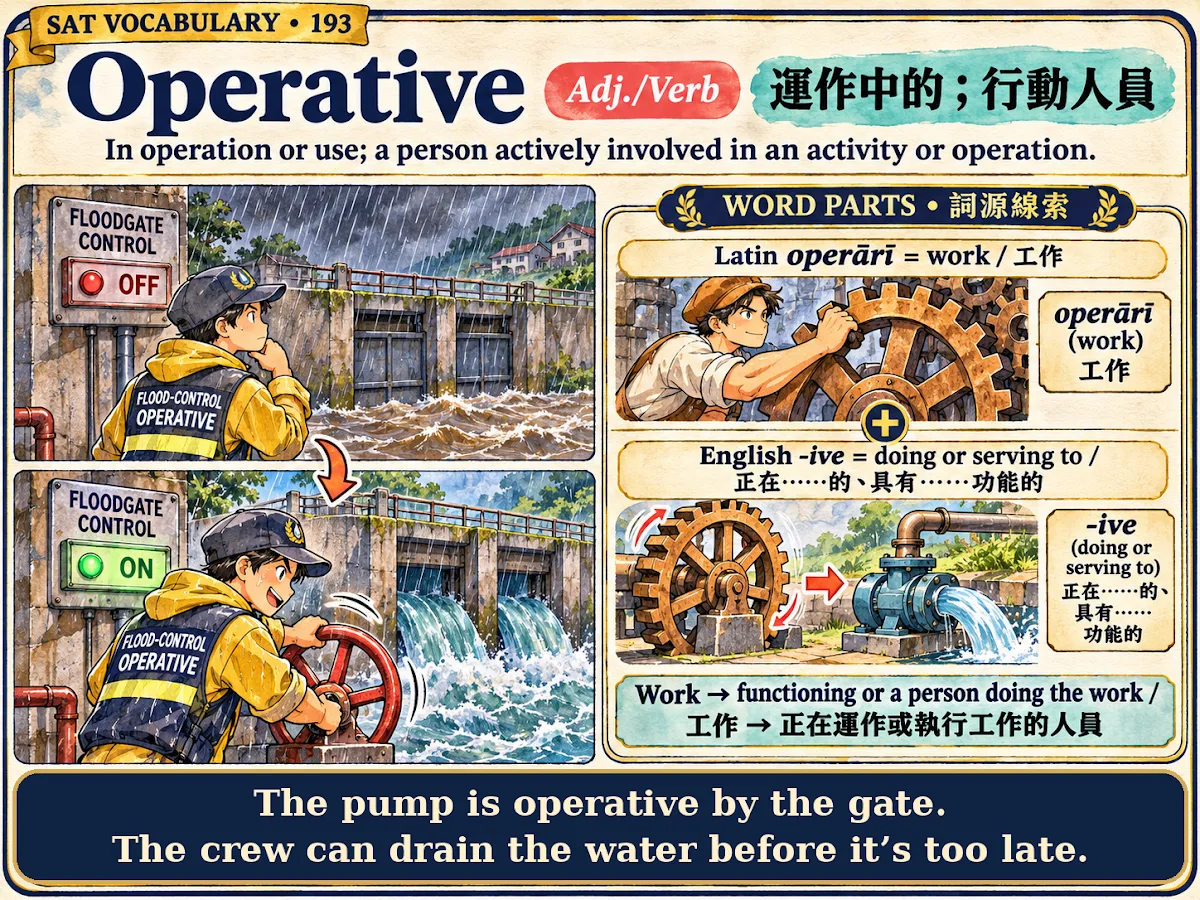 SAT VOCABULARY • 193
Operative
Adj./Verb
運作中的；行動人員
In operation or use; a person actively involved in an activity or operation.
FLOODGATE
CONTROL
OFF
FLOOD-CONTROL
OPERATIVE
FLOODGATE
CONTROL
ON
FLOOD-CONTROL
OPERATIVE
WORD PARTS • 詞源線索
Latin operārī = work / 工作
operārī
(work)
工作
English -ive = doing or serving to /
正在……的、具有……功能的
-ive
(doing or
serving to)
正在……的、
具有……
功能的
Work → functioning or a person doing the work /
工作 → 正在運作或執行工作的人員
The pump is operative by the gate.
The crew can drain the water before it’s too late.